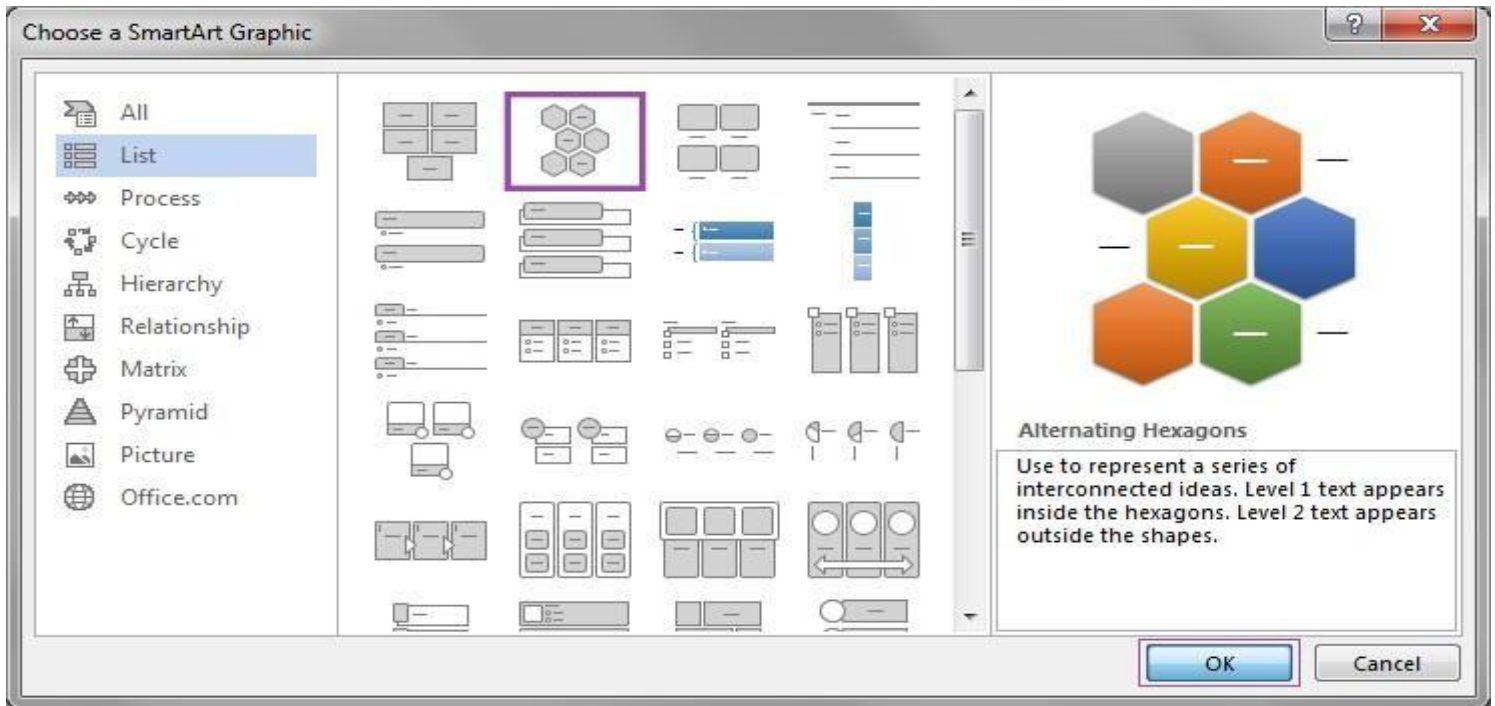 Choose a SmartArt Graphic
All
List
Process
Cycle
Hierarchy
Relationship
Matrix
Pyramid
Picture
Office.com
Alternating Hexagons
Use to represent a series of
interconnected ideas. Level 1 text appears
inside the hexagons. Level 2 text appears
outside the shapes.
OK
Cancel